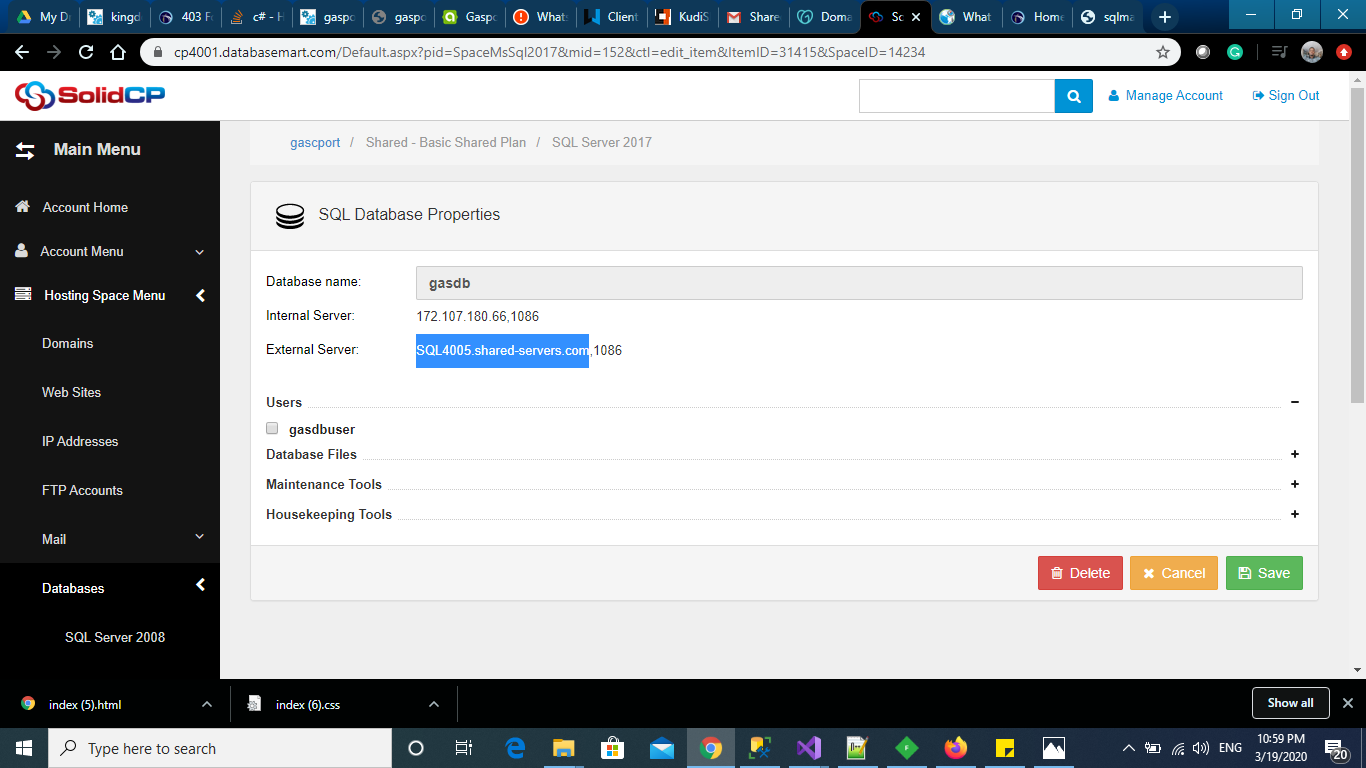 My D
kingd
403 F
c# - H
gaspc
gaspc
Gaspc
What
Client
KudiS
Share
Doma
Sc
What
Home
sqlma
cp4001.databasemart.com/Default.aspx?pid=SpaceMsSql2017&mid=152&ctl=edit_item&ItemID=31415&SpaceID=14234
SolidCP
Manage Account
Sign Out
Main Menu
gascport / Shared - Basic Shared Plan / SQL Server 2017
Account Home
Account Menu
Hosting Space Menu
Domains
Web Sites
IP Addresses
FTP Accounts
Mail
Databases
SQL Server 2008
SQL Database Properties
Database name: gasdb
Internal Server: 172.107.180.66,1086
External Server: SQL4005.shared-servers.com,1086
Users
gasdbuser
Database Files
Maintenance Tools
Housekeeping Tools
Delete
Cancel
Save
index (5).html
index (6).css
Show all
Type here to search
ENG
10:59 PM
3/19/2020
20